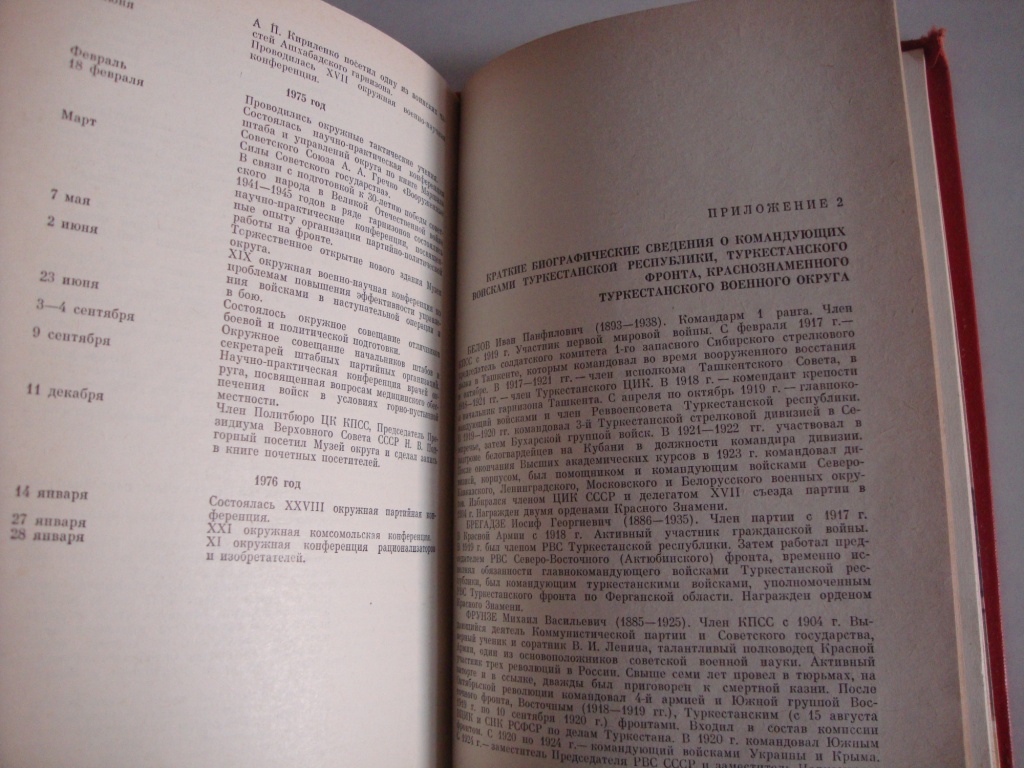 А. П. Кириленко посетил одну из воинских
стей Ашхабадского гарнизона.
Февраль
18 февраля
Проводилась XVII окружная военно-научная
конференция.
1975 год
Март
Проводились окружные тактические учения.
Состоялась научно-практическая конференция
штаба и управлений округа по книге Маршала
Советского Союза А. А. Гречко «Вооруженные
Силы Советского государства».
В связи с подготовкой к 30-летию победы
ского народа в Великой Отечественной войне
1941—1945 годов в ряде гарнизонов состоялись
научно-практические конференции,
ные опыту организации партийно-политической
работы на фронте.
7 мая
Торжественное открытие нового здания Музея
округа.
2 июня
XIX окружная военно-научная конференция по
проблемам повышения эффективности
ния войсками в наступательной операции и
в бою.
23 июня
Состоялось окружное совещание отличников
боевой и политической подготовки.
3—4 сентября
Окружное совещание начальников штабов и
секретарей штабных партийных организаций.
9 сентября
Научно-практическая конференция врачей
руга, посвященная вопросам медицинского
печения войск в условиях горно-пустынной
местности.
11 декабря
Член Политбюро ЦК КПСС, Председатель Пре-
зидиума Верховного Совета СССР Н. В. Под-
горный посетил Музей округа и сделал запись
в книге почетных посетителей.
1976 год
14 января
Состоялась XXVIII окружная партийная кон-
ференция.
27 января
XXI окружная комсомольская конференция.
28 января
XI окружная конференция рационализаторов
и изобретателей.
ПРИЛОЖЕНИЕ 2
КРАТКИЕ БИОГРАФИЧЕСКИЕ СВЕДЕНИЯ О КОМАНДУЮЩИХ
ВОЙСКАМИ ТУРКЕСТАНСКОЙ РЕСПУБЛИКИ, ТУРКЕСТАНСКОГО
ФРОНТА, КРАСНОЗНАМЕННОГО
ТУРКЕСТАНСКОГО ВОЕННОГО ОКРУГА
БЕЛОВ Иван Панфилович (1893—1938). Командарм 1 ранга. Член
КПСС с 1919 г. Участник первой мировой войны. С февраля 1917 г.—
председатель солдатского комитета 1-го запасного Сибирского стрелкового
полка в Ташкенте, которым командовал во время вооруженного восстания
в октябре. В 1917—1921 гг.— член исполкома Ташкентского Совета, в
1921 гг.— член Туркестанского ЦИК. В 1918 г.— комендант крепости
и начальник гарнизона Ташкента. С апреля по октябрь 1919 г.— главноко-
мандующий войсками и член Реввоенсовета Туркестанской республики.
В 1919—1920 гг. командовал 3-й Туркестанской стрелковой дивизией в Се-
миречье, затем Бухарской группой войск. В 1921—1922 гг. участвовал в
разгроме белогвардейцев на Кубани в должности командира дивизии.
После окончания Высших академических курсов в 1923 г. командовал ди-
визией, корпусом, был помощником и командующим войсками Северо-
Кавказского, Ленинградского, Московского и Белорусского военных окру-
гов. Избирался членом ЦИК СССР и делегатом XVII съезда партии в
1934 г. Награжден двумя орденами Красного Знамени.
БРЕГАДЗЕ Иосиф Георгиевич (1886—1935). Член партии с 1917 г.
в Красной Армии с 1918 г. Активный участник гражданской войны.
В 1919 г. был членом РВС Туркестанской республики. Затем работал пред-
седателем РВС Северо-Восточного (Актюбинского) фронта, временно ис-
полнял обязанности главнокомандующего войсками Туркестанской рес-
публики, был командующим туркестанскими войсками, уполномоченным
РВС Туркестанского фронта по Ферганской области. Награжден орденом
Красного Знамени.
ФРУНЗЕ Михаил Васильевич (1885—1925). Член КПСС с 1904 г. Вы-
дающийся деятель Коммунистической партии и Советского государства,
верный ученик и соратник В. И. Ленина, талантливый полководец Красной
Армии, один из основоположников советской военной науки. Активный
участник трех революций в России. Свыше семи лет провел в тюрьмах, на
каторге и в ссылке, дважды был приговорен к смертной казни. После
Октябрьской революции командовал 4-й армией и Южной группой Вос-
точного фронта, Восточным (1918—1919 гг.), Туркестанским (с 15 августа
1919 г. по 10 сентября 1920 г.) фронтами. Входил в состав комиссии
ВЦИК и СНК РСФСР по делам Туркестана. В 1920 г. командовал Южным
фронтом. С 1920 по 1924 г.— командующий войсками Украины и Крыма.
С 1924 г.— заместитель Председателя РВС СССР и заместитель